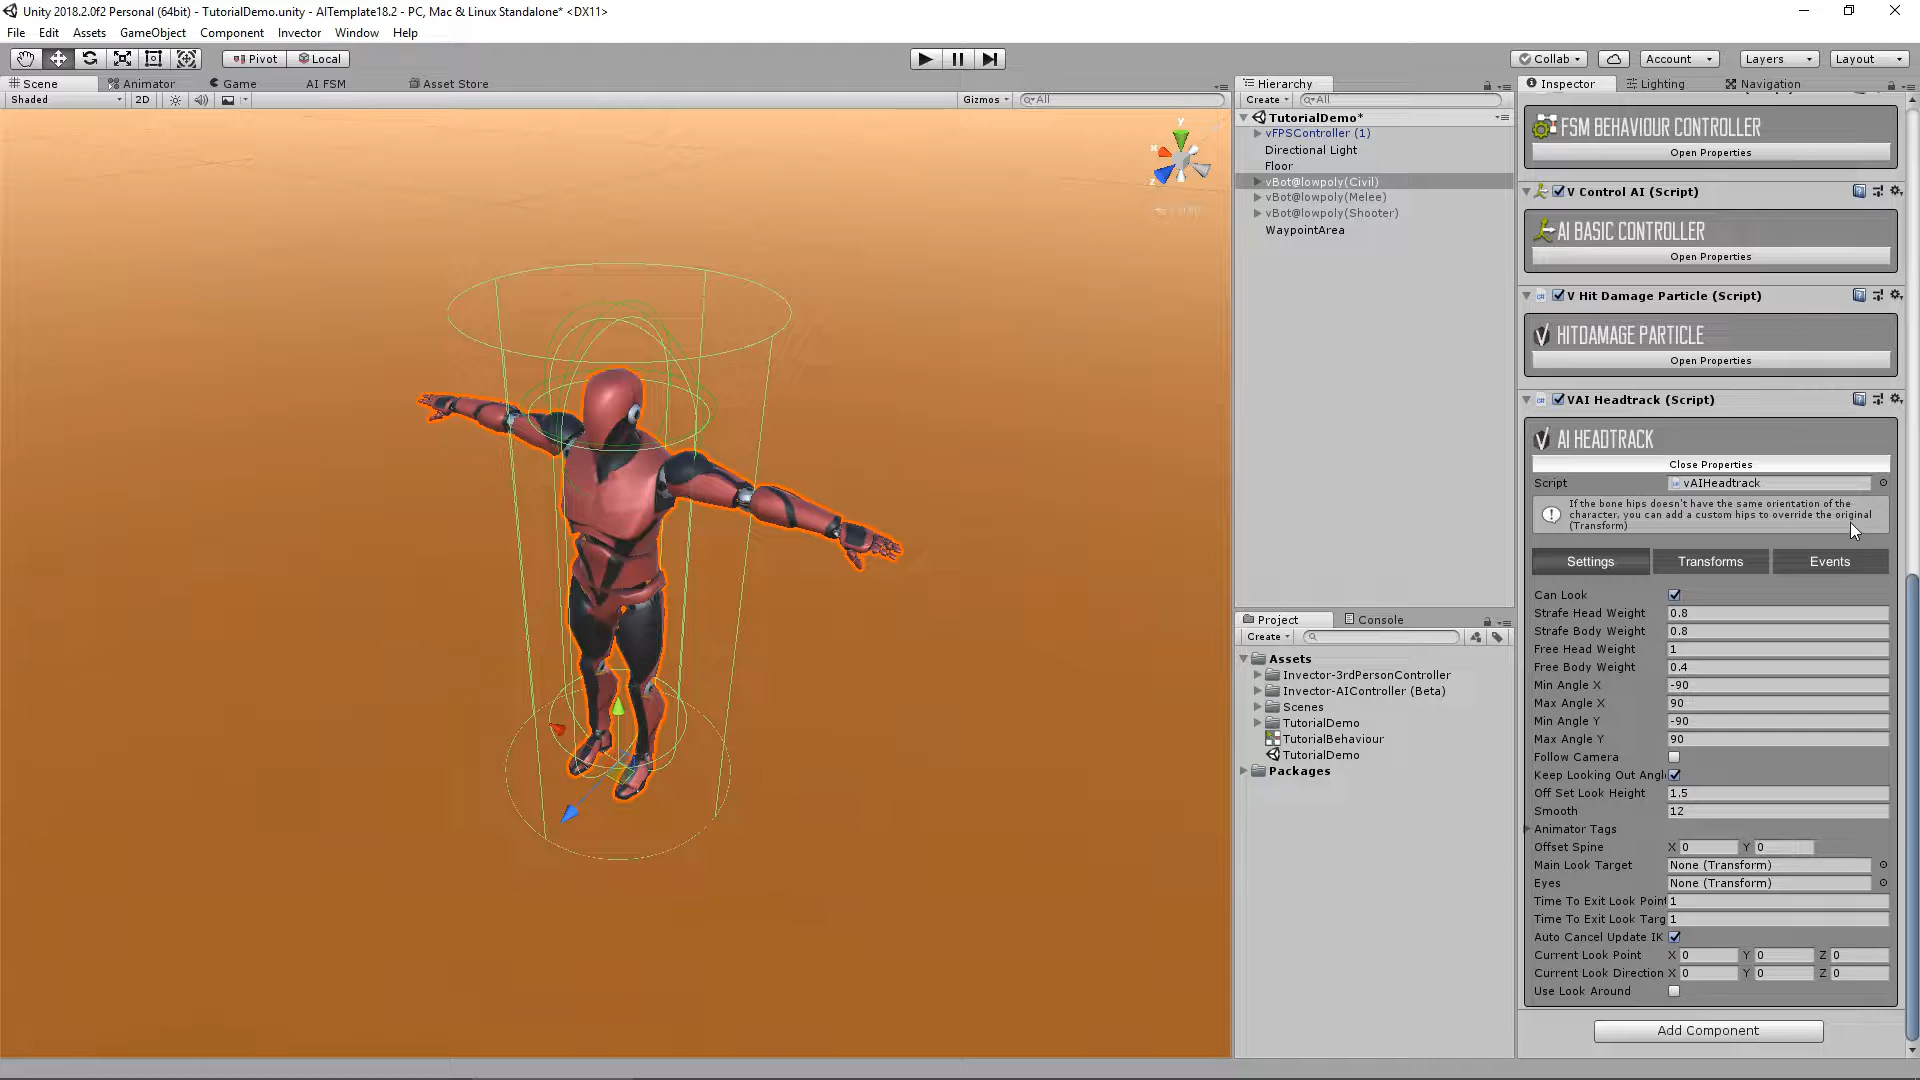 Unity 2018.2.0f2 Personal (64bit) - TutorialDemo.unity - AITemplate18.2 - PC, Mac & Linux Standalone* <DX11>
File Edit Assets GameObject Component Invector Window Help
Pivot Local
Collab Account Layers Layout
Scene Animator Game AI FSM Asset Store
Shaded 2D Gizmos All
y
x
z
Hierarchy
Create All
TutorialDemo*
vFPSController (1)
Directional Light
Floor
vBot@lowpoly(Civil)
vBot@lowpoly(Melee)
vBot@lowpoly(Shooter)
WaypointArea
Project Console
Create
Assets
Invector-3rdPersonController
Invector-AIController (Beta)
Scenes
TutorialDemo
TutorialBehaviour
TutorialDemo
Packages
Inspector Lighting Navigation
FSM BEHAVIOUR CONTROLLER
Open Properties
V Control AI (Script)
AI BASIC CONTROLLER
Open Properties
V Hit Damage Particle (Script)
HITDAMAGE PARTICLE
Open Properties
VAI Headtrack (Script)
AI HEADTRACK
Close Properties
Script vAIHeadtrack
If the bone hips doesn't have the same orientation of the
character, you can add a custom hips to override the original
(Transform)
Settings Transforms Events
Can Look
Strafe Head Weight 0.8
Strafe Body Weight 0.8
Free Head Weight 1
Free Body Weight 0.4
Min Angle X -90
Max Angle X 90
Min Angle Y -90
Max Angle Y 90
Follow Camera
Keep Looking Out Angl
Off Set Look Height 1.5
Smooth 12
Animator Tags
Offset Spine X 0 Y 0
Main Look Target None (Transform)
Eyes None (Transform)
Time To Exit Look Poin 1
Time To Exit Look Targ 1
Auto Cancel Update IK
Current Look Point X 0 Y 0 Z 0
Current Look Direction X 0 Y 0 Z 0
Use Look Around
Add Component